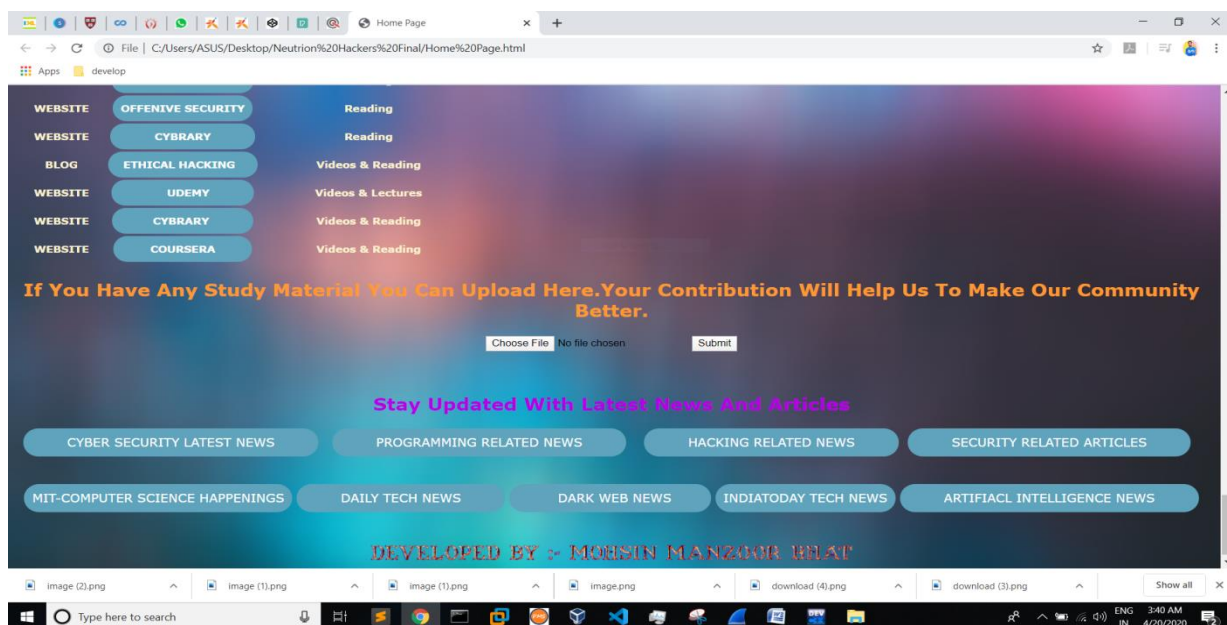 Home Page
File | C:/Users/ASUS/Desktop/Neutrion%20Hackers%20Final/Home%20Page.html
Apps develop
WEBSITE OFFENIVE SECURITY Reading
WEBSITE CYBRARY Reading
BLOG ETHICAL HACKING Videos & Reading
WEBSITE UDEMY Videos & Lectures
WEBSITE CYBRARY Videos & Reading
WEBSITE COURSERA Videos & Reading
If You Have Any Study Material You Can Upload Here.Your Contribution Will Help Us To Make Our Community
Better.
Choose File No file chosen Submit
Stay Updated With Latest News And Articles
CYBER SECURITY LATEST NEWS PROGRAMMING RELATED NEWS HACKING RELATED NEWS SECURITY RELATED ARTICLES
MIT-COMPUTER SCIENCE HAPPENINGS DAILY TECH NEWS DARK WEB NEWS INDIATODAY TECH NEWS ARTIFIACL INTELLIGENCE NEWS
DEVELOPED BY :- MOHSIN MANZOOR BHAT
image (2).png image (1).png image (1).png image.png download (4).png download (3).png Show all
Type here to search ENG 3:40 AM
IN 4/20/2020